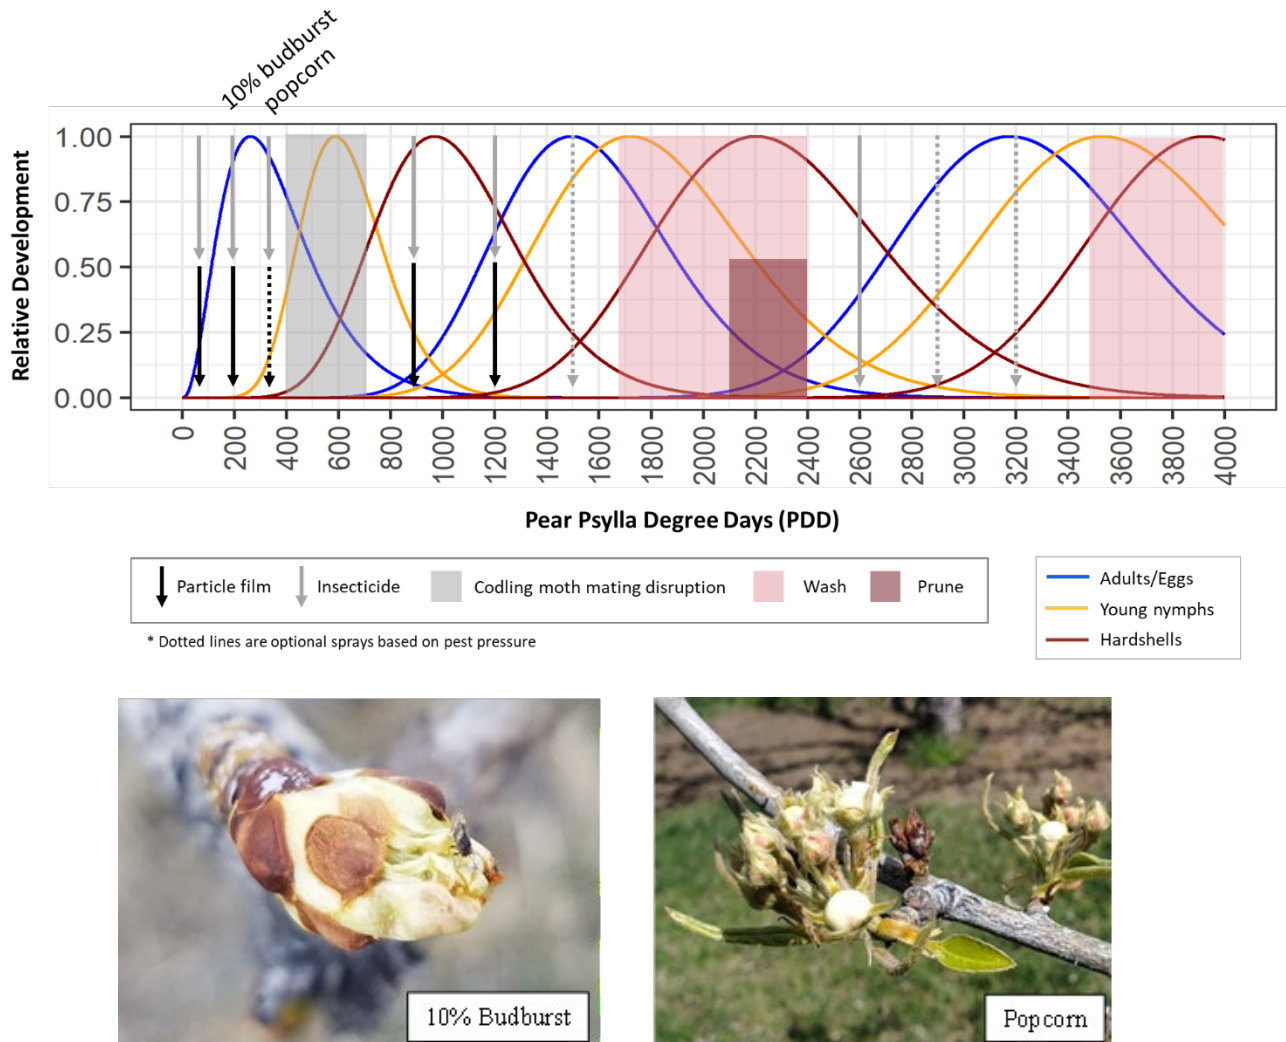 10% budburst
popcorn
Relative Development
1.00
0.75
0.50
0.25
0.00
0
200
400
600
800
1000
1200
1400
1600
1800
2000
2200
2400
2600
2800
3000
3200
3400
3600
3800
4000
Pear Psylla Degree Days (PDD)
Particle film
Insecticide
Codling moth mating disruption
Wash
Prune
Adults/Eggs
Young nymphs
Hardshells
* Dotted lines are optional sprays based on pest pressure
10% Budburst
Popcorn